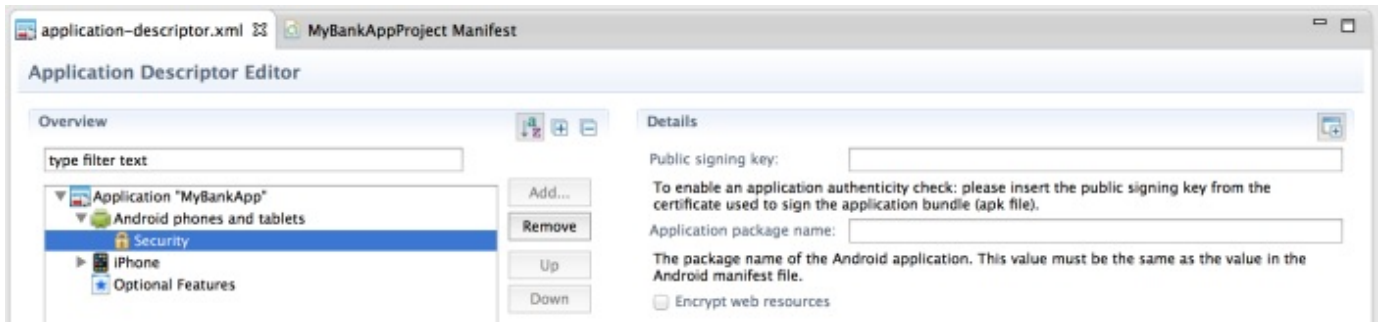 application-descriptor.xml MyBankAppProject Manifest
Application Descriptor Editor
Overview
type filter text
Application "MyBankApp"
Android phones and tablets
Security
iPhone
Optional Features
Add...
Remove
Up
Down
Details
Public signing key:
To enable an application authenticity check: please insert the public signing key from the
certificate used to sign the application bundle (apk file).
Application package name:
The package name of the Android application. This value must be the same as the value in the
Android manifest file.
Encrypt web resources